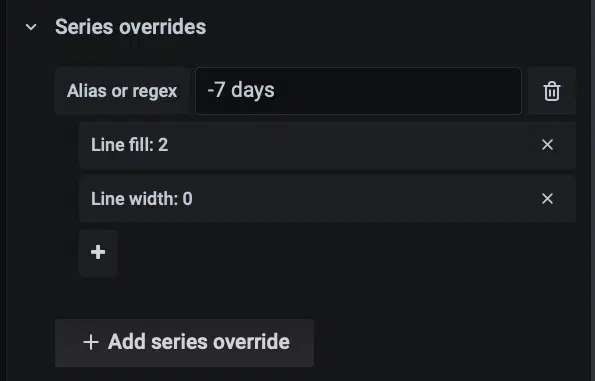 Series overrides
Alias or regex -7 days
Line fill: 2
Line width: 0
+ Add series override